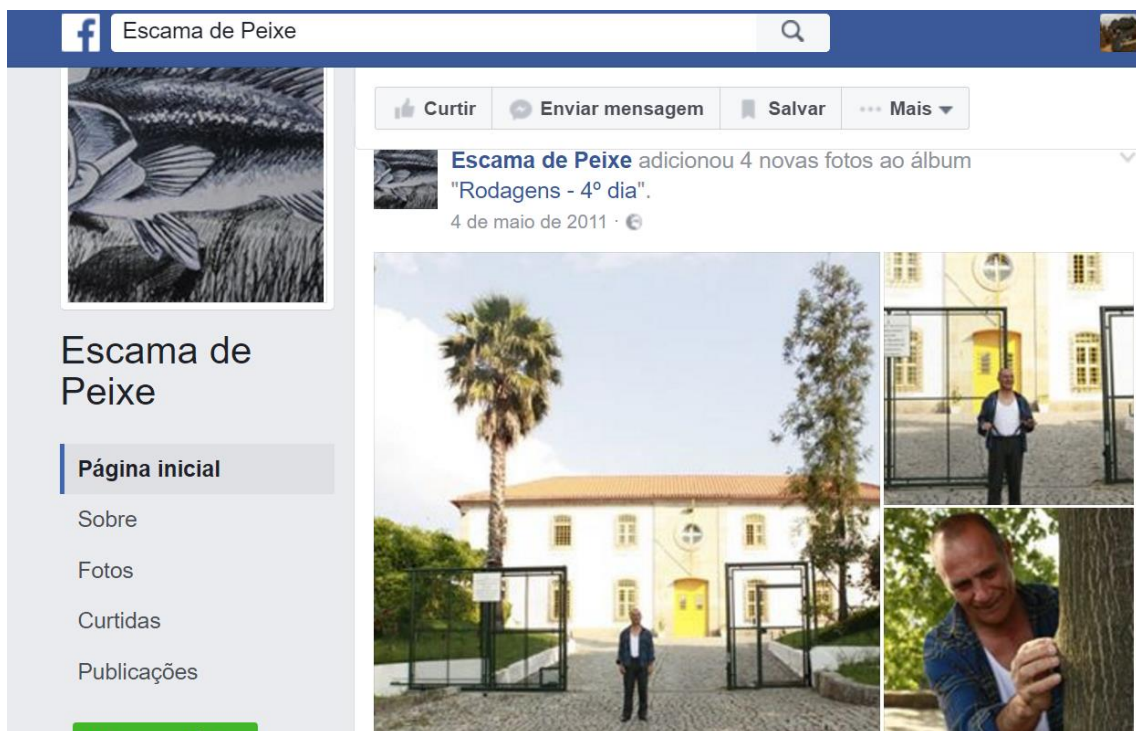 f Escama de Peixe
Curtir Enviar mensagem Salvar ··· Mais
Escama de Peixe adicionou 4 novas fotos ao álbum
"Rodagens - 4º dia".
4 de maio de 2011 ·
Escama de
Peixe
Página inicial
Sobre
Fotos
Curtidas
Publicações